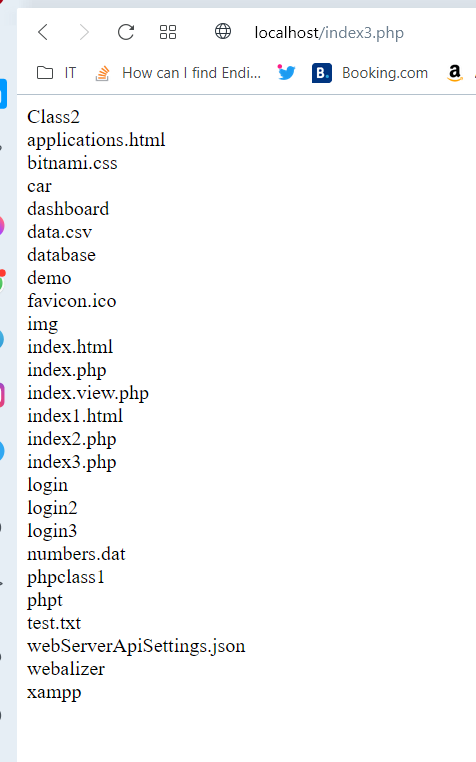 localhost/index3.php
IT
How can I find Endi...
B.
Booking.com
a
Class2
applications.html
bitnami.css
car
dashboard
data.csv
database
demo
favicon.ico
img
index.html
index.php
index.view.php
index1.html
index2.php
index3.php
login
login2
login3
numbers.dat
phpclass1
phpt
test.txt
webServerApiSettings.json
webalizer
xampp